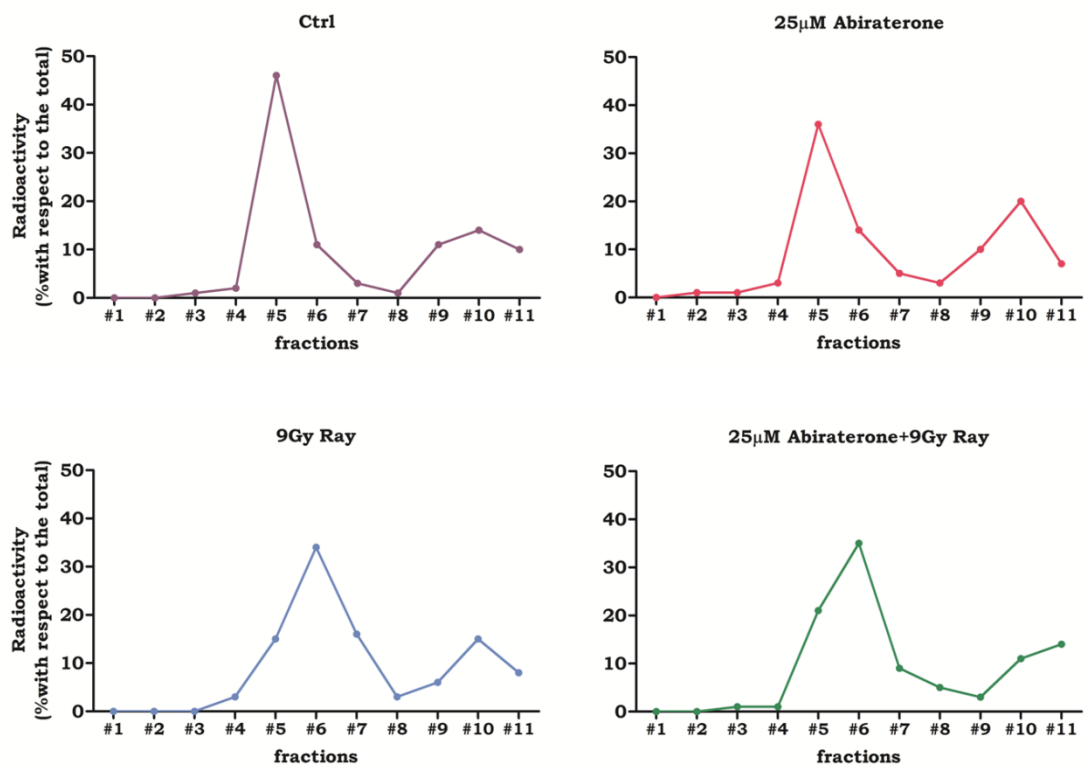 Ctrl
Radioactivity
(%with respect to the total)
50
40
30
20
10
0
#1 #2 #3 #4 #5 #6 #7 #8 #9 #10 #11
fractions
25μM Abiraterone
50
40
30
20
10
0
#1 #2 #3 #4 #5 #6 #7 #8 #9 #10 #11
fractions
9Gy Ray
Radioactivity
(%with respect to the total)
50
40
30
20
10
0
#1 #2 #3 #4 #5 #6 #7 #8 #9 #10 #11
fractions
25μM Abiraterone+9Gy Ray
50
40
30
20
10
0
#1 #2 #3 #4 #5 #6 #7 #8 #9 #10 #11
fractions